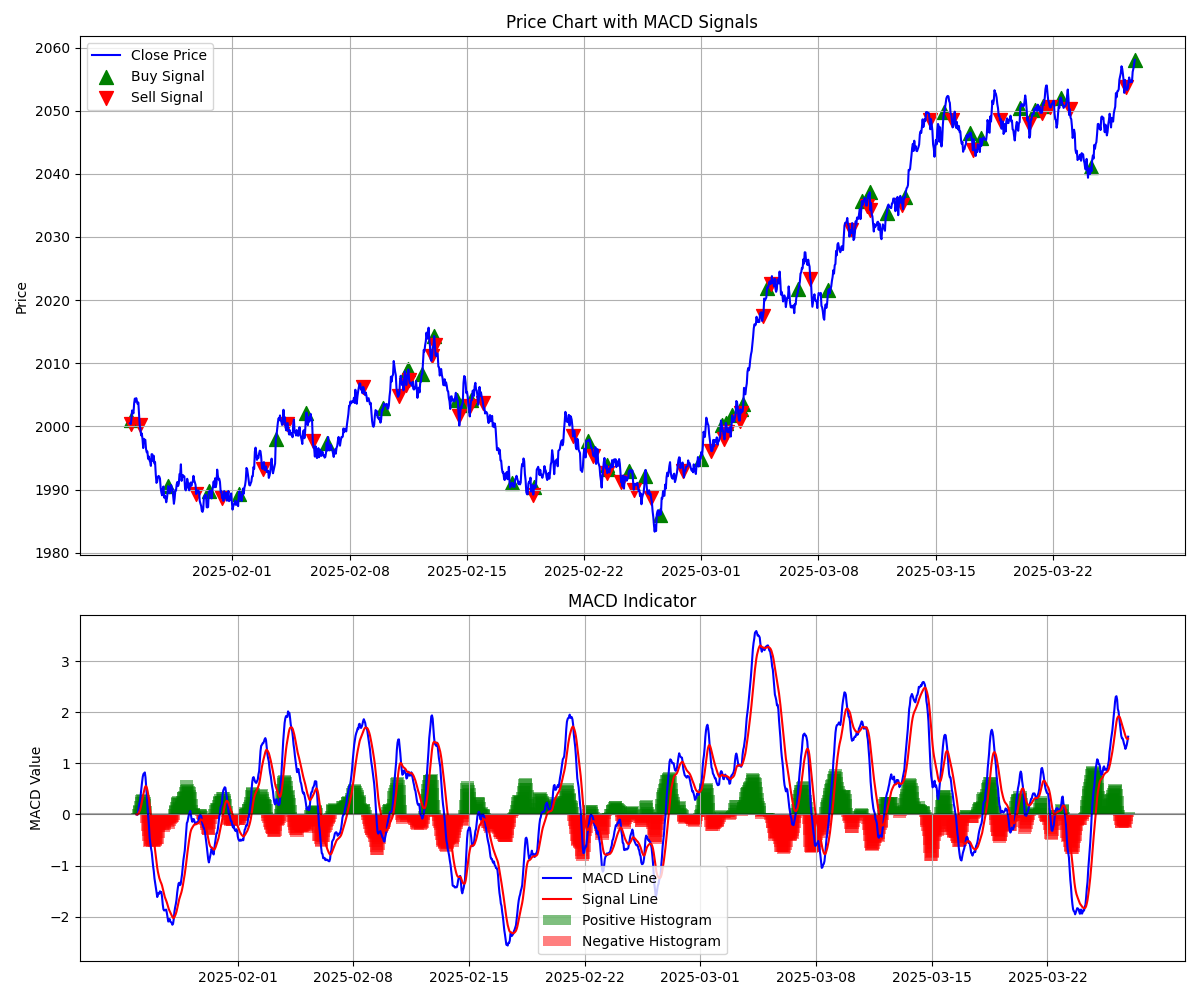 Price Chart with MACD Signals
Close Price
Buy Signal
Sell Signal
Price
2060
2050
2040
2030
2020
2010
2000
1990
1980
2025-02-01 2025-02-08 2025-02-15 2025-02-22 2025-03-01 2025-03-08 2025-03-15 2025-03-22
MACD Indicator
MACD Value
3
2
1
0
−1
−2
MACD Line
Signal Line
Positive Histogram
Negative Histogram
2025-02-01 2025-02-08 2025-02-15 2025-02-22 2025-03-01 2025-03-08 2025-03-15 2025-03-22